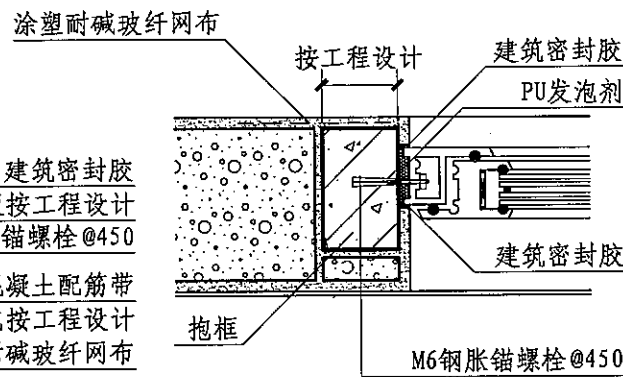 涂塑耐碱玻纤网布
按工程设计
建筑密封胶
PU发泡剂
建筑密封胶
按工程设计
锚螺栓@450
凝土配筋带
按工程设计
碱玻纤网布
抱框
建筑密封胶
M6钢胀锚螺栓@450